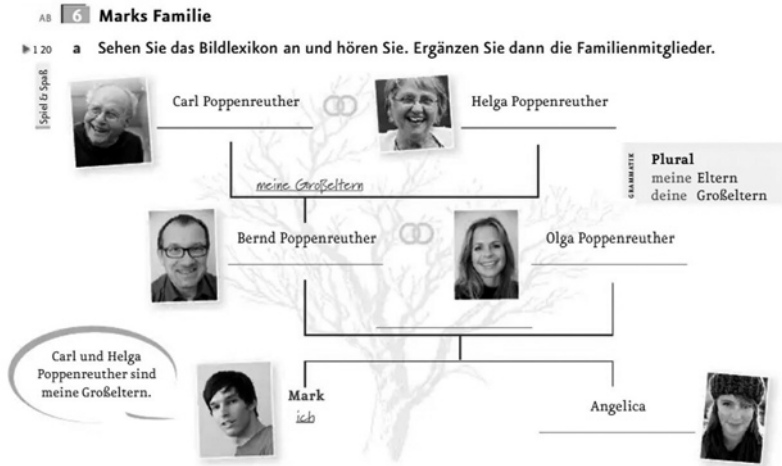 AB 6 Marks Familie
▶ 1 20 a Sehen Sie das Bildlexikon an und hören Sie. Ergänzen Sie dann die Familienmitglieder.
Spiel & Spaß
Carl Poppenreuther
Helga Poppenreuther
meine Großeltern
GRAMMATIK
Plural
meine Eltern
deine Großeltern
Bernd Poppenreuther
Olga Poppenreuther
Carl und Helga
Poppenreuther sind
meine Großeltern.
Mark
ich
Angelica